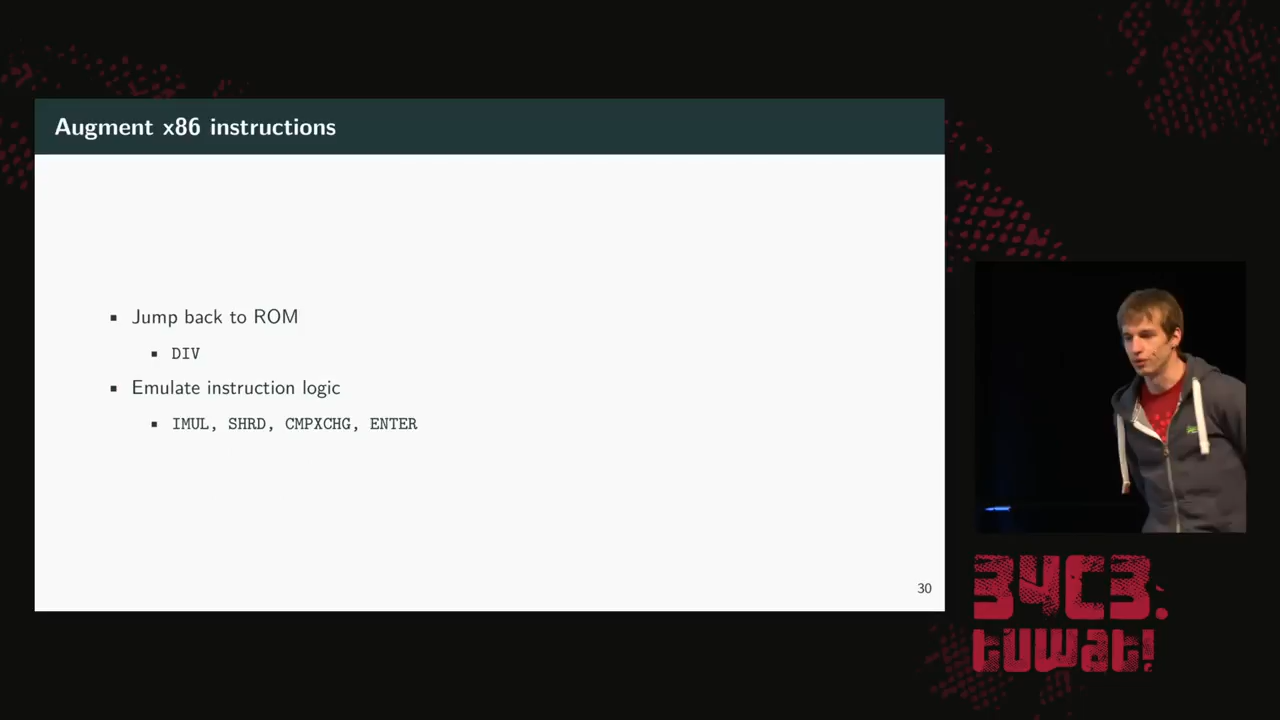 Augment x86 instructions
▪ Jump back to ROM
▪ DIV
▪ Emulate instruction logic
▪ IMUL, SHRD, CMPXCHG, ENTER
30
34C3.
tuwat!